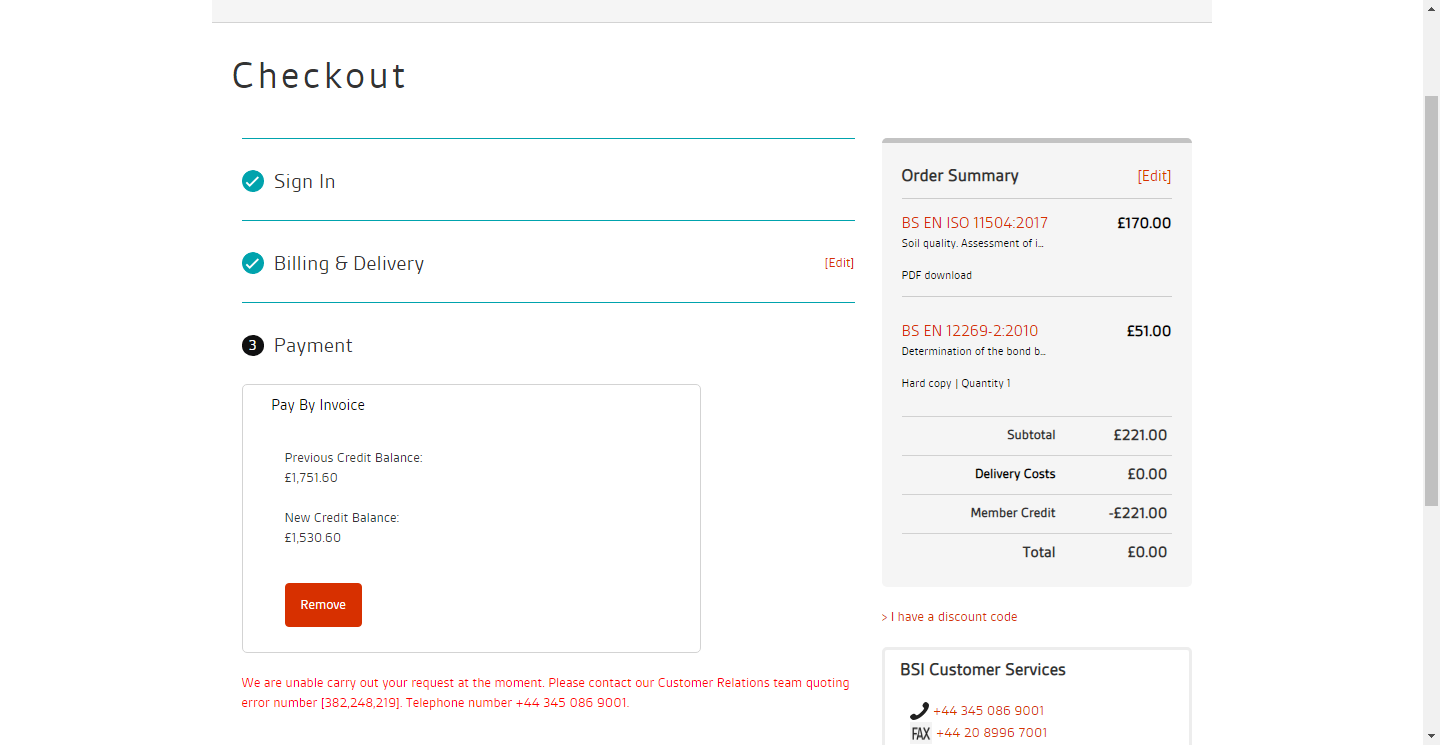 Checkout
Sign In
Billing & Delivery
[Edit]
3 Payment
Pay By Invoice
Previous Credit Balance:
£1,751.60
New Credit Balance:
£1,530.60
Remove
We are unable carry out your request at the moment. Please contact our Customer Relations team quoting
error number [382,248,219]. Telephone number +44 345 086 9001.
Order Summary [Edit]
BS EN ISO 11504:2017 £170.00
Soil quality. Assessment of i...
PDF download
BS EN 12269-2:2010 £51.00
Determination of the bond b...
Hard copy | Quantity 1
Subtotal £221.00
Delivery Costs £0.00
Member Credit -£221.00
Total £0.00
> I have a discount code
BSI Customer Services
+44 345 086 9001
FAX +44 20 8996 7001